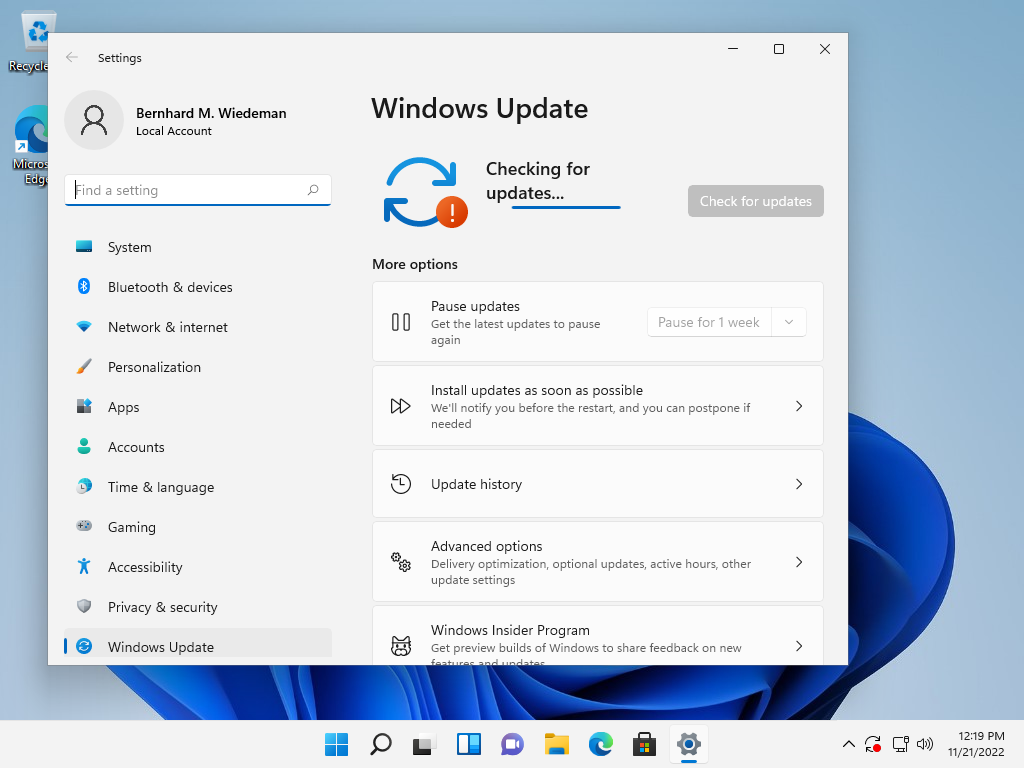 Recycle
Microso
Edge
Settings
Bernhard M. Wiedeman
Local Account
Find a setting
System
Bluetooth & devices
Network & internet
Personalization
Apps
Accounts
Time & language
Gaming
Accessibility
Privacy & security
Windows Update
Windows Update
Checking for
updates...
Check for updates
More options
Pause updates
Get the latest updates to pause
again
Pause for 1 week
Install updates as soon as possible
We'll notify you before the restart, and you can postpone if
needed
Update history
Advanced options
Delivery optimization, optional updates, active hours, other
update settings
Windows Insider Program
Get preview builds of Windows to share feedback on new
features and updates
12:19 PM
11/21/2022